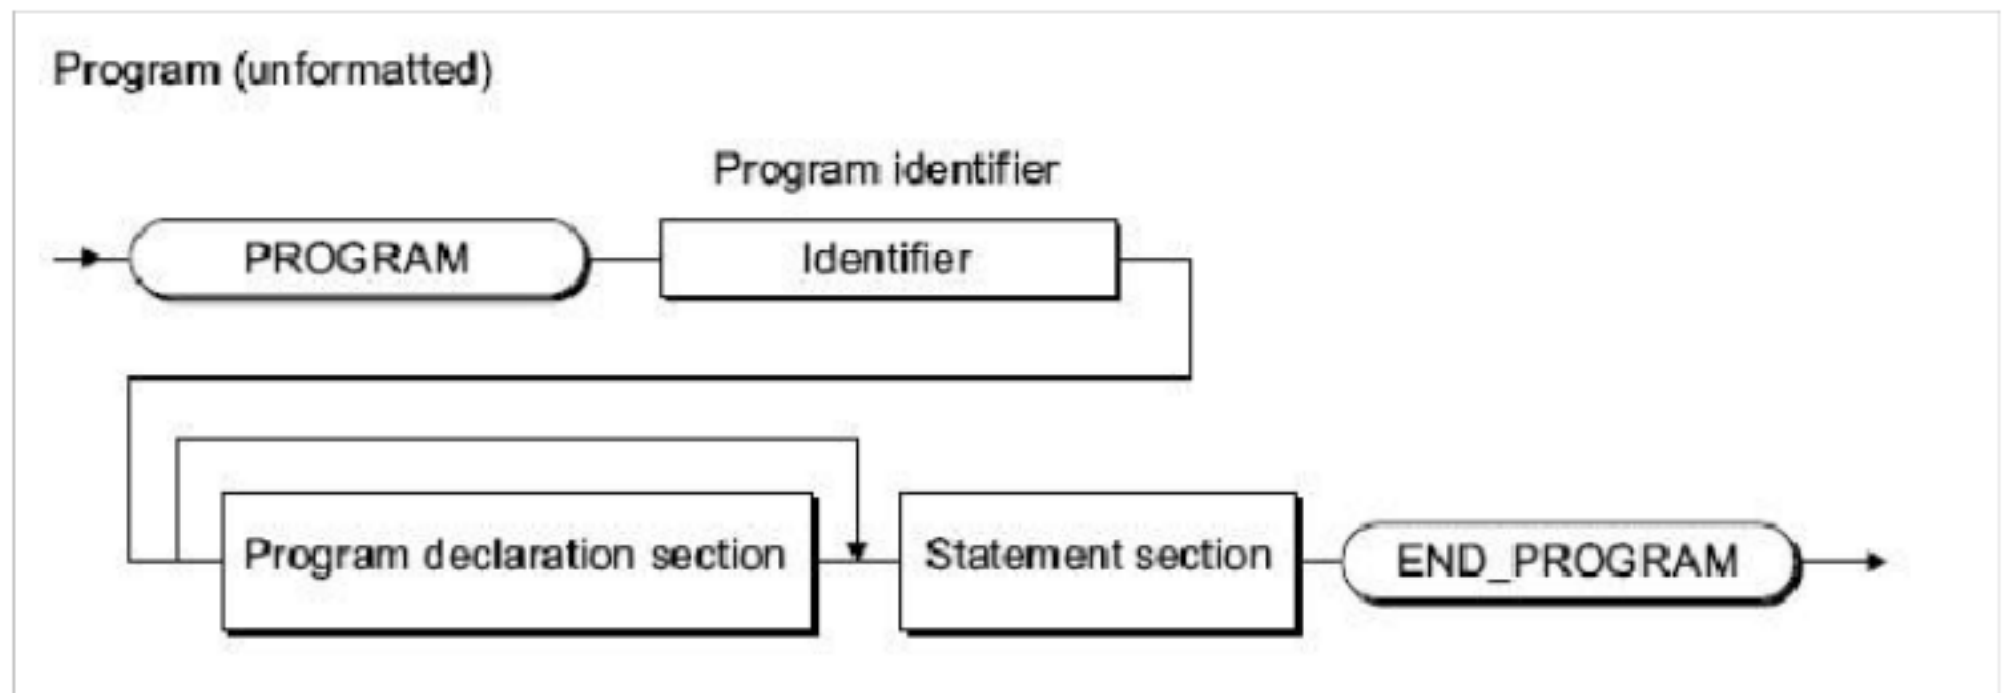 Program (unformatted)
Program identifier
PROGRAM
Identifier
Program declaration section
Statement section
END_PROGRAM